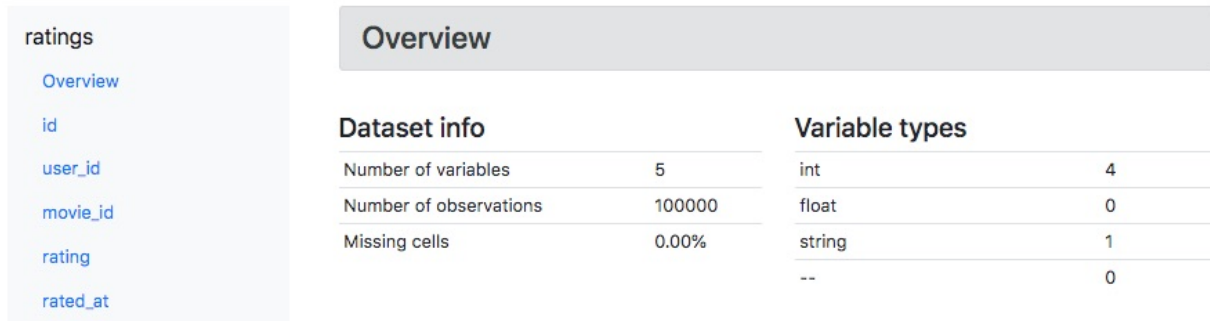 ratings
Overview
id
user_id
movie_id
rating
rated_at
Overview
Dataset info
Number of variables 5
Number of observations 100000
Missing cells 0.00%
Variable types
int 4
float 0
string 1
-- 0